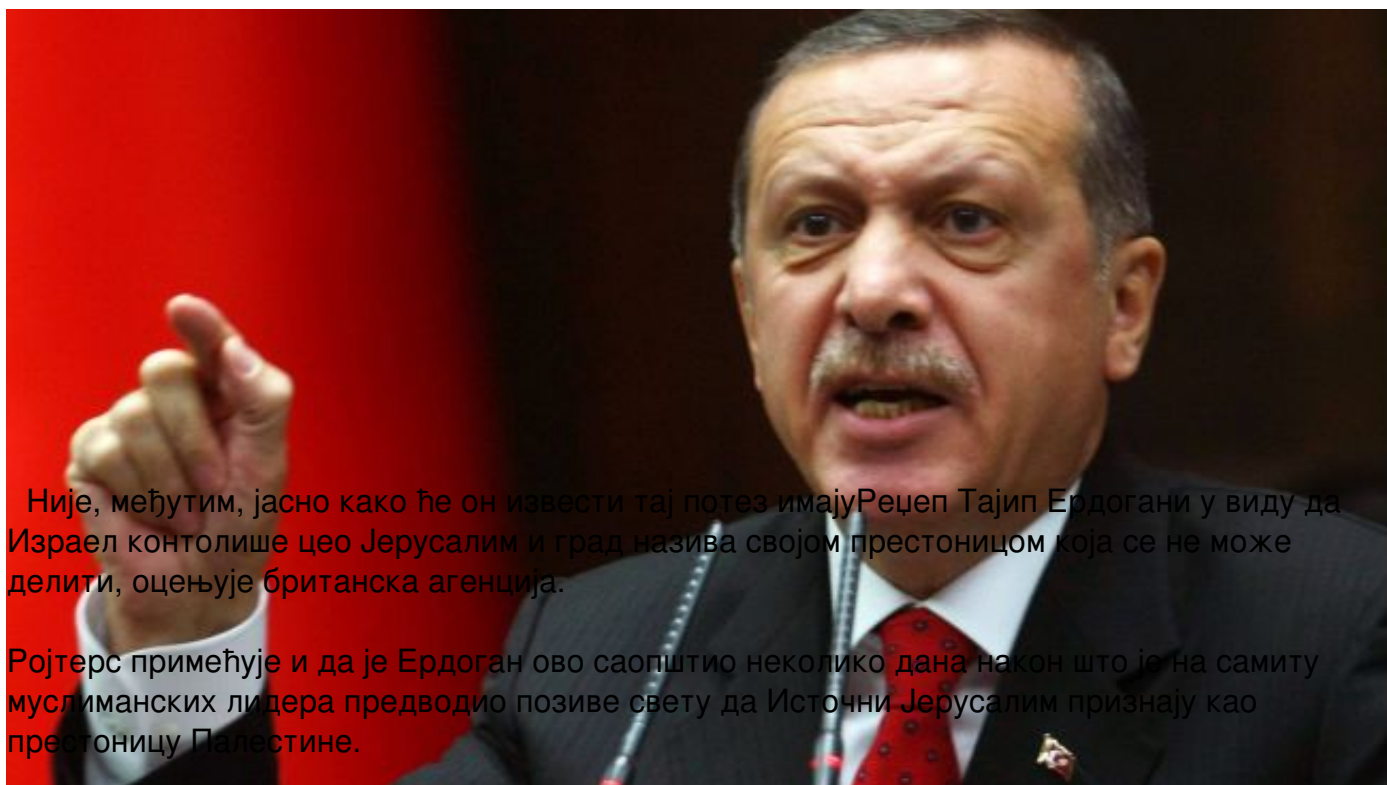 Није, међутим, јасно како ће он извести тај потез имајуРеџеп Тајип Ердогани у виду да
Израел контолише цео Јерусалим и град назива својом престоницом која се не може
делити, оцењује британска агенција.
Ројтерс примећује и да је Ердоган ово саопштио неколико дана након што је на самиту
муслиманских лидера предводио позиве свету да Источни Јерусалим признају као
престоницу Палестине.